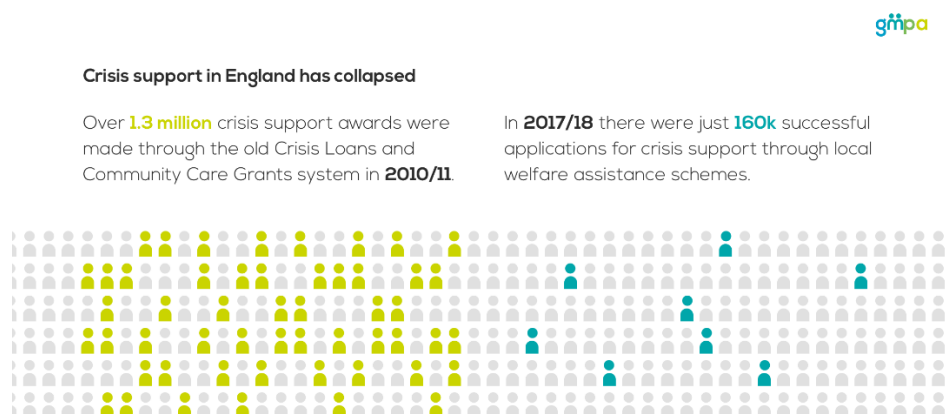 gmpa
Crisis support in England has collapsed
Over 1.3 million crisis support awards were
made through the old Crisis Loans and
Community Care Grants system in 2010/11.
In 2017/18 there were just 160k successful
applications for crisis support through local
welfare assistance schemes.